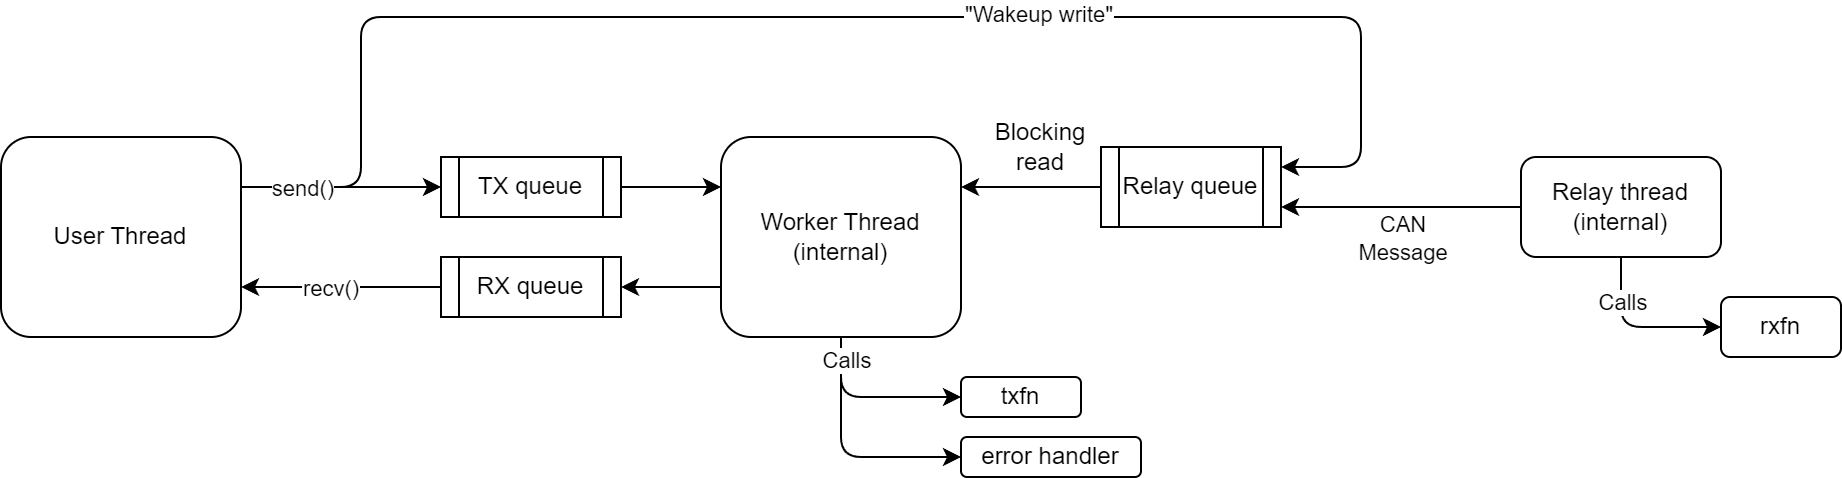 "Wakeup write"
User Thread
send()
TX queue
recv()
RX queue
Worker Thread
(internal)
Blocking
read
Relay queue
CAN
Message
Relay thread
(internal)
Calls
rxfn
Calls
txfn
error handler